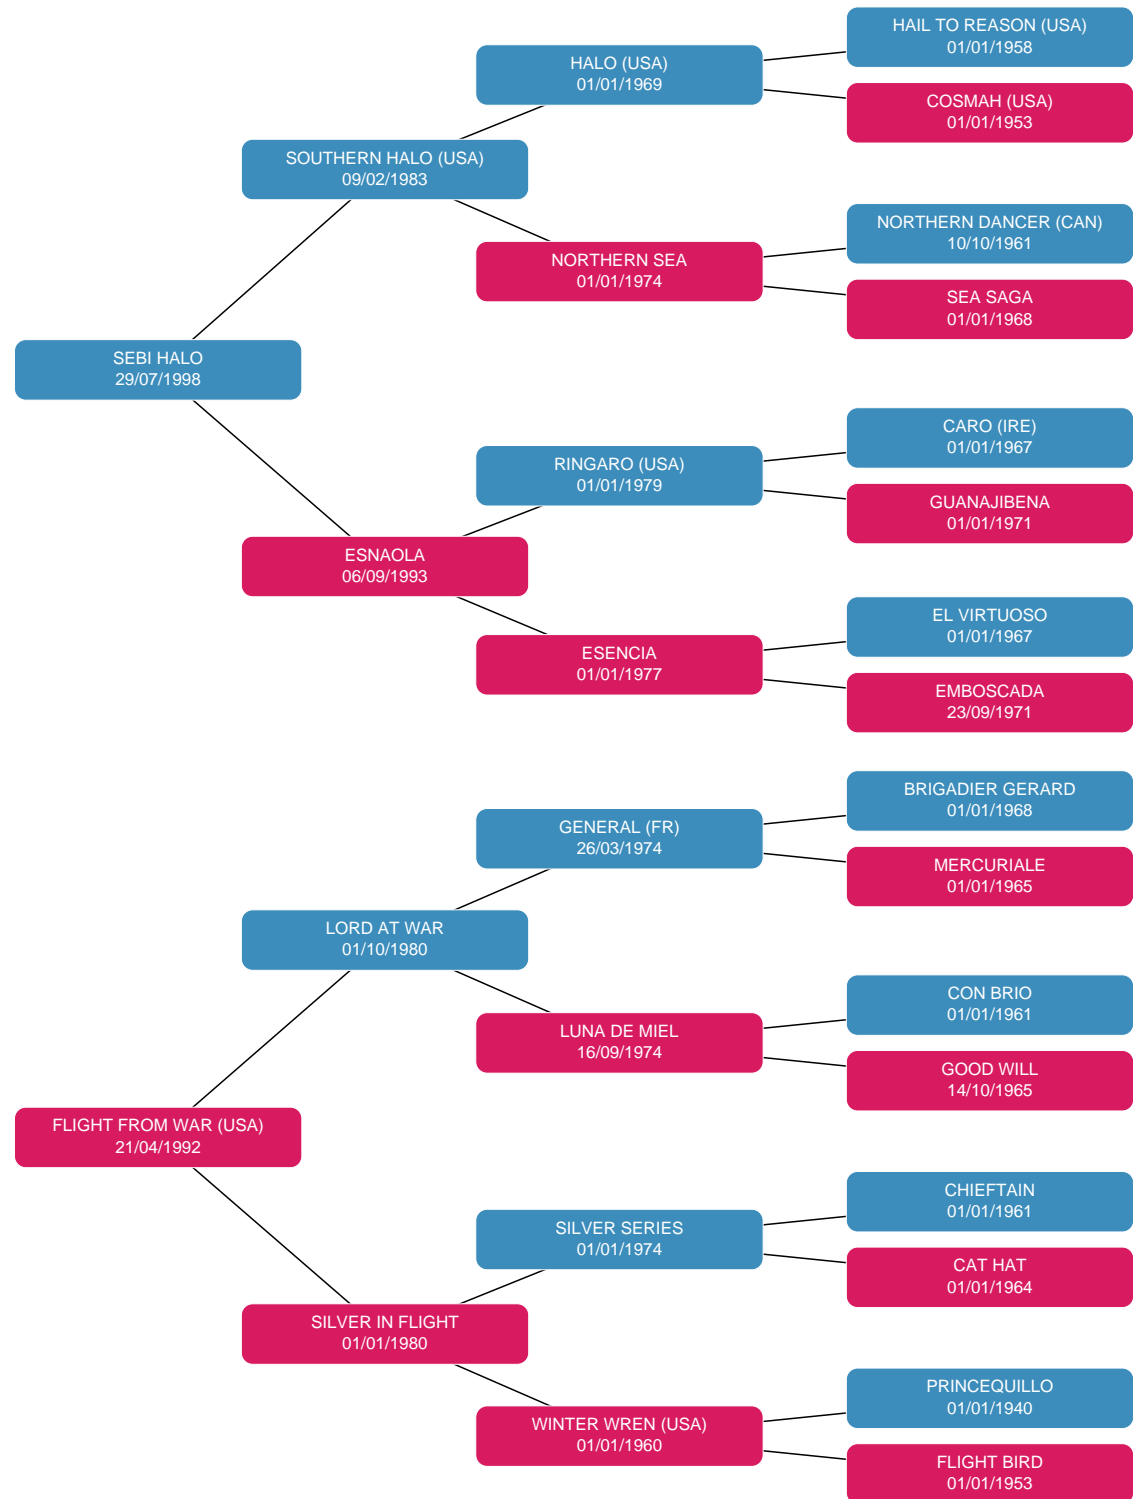 HAIL TO REASON (USA)
01/01/1958
HALO (USA)
01/01/1969
COSMAH (USA)
01/01/1953
SOUTHERN HALO (USA)
09/02/1983
NORTHERN DANCER (CAN)
10/10/1961
NORTHERN SEA
01/01/1974
SEA SAGA
01/01/1968
SEBI HALO
29/07/1998
CARO (IRE)
01/01/1967
RINGARO (USA)
01/01/1979
GUANAJIBENA
01/01/1971
ESNAOLA
06/09/1993
EL VIRTUOSO
01/01/1967
ESENCIA
01/01/1977
EMBOSCADA
23/09/1971
BRIGADIER GERARD
01/01/1968
GENERAL (FR)
26/03/1974
MERCURIALE
01/01/1965
LORD AT WAR
01/10/1980
CON BRIO
01/01/1961
LUNA DE MIEL
16/09/1974
GOOD WILL
14/10/1965
FLIGHT FROM WAR (USA)
21/04/1992
CHIEFTAIN
01/01/1961
SILVER SERIES
01/01/1974
CAT HAT
01/01/1964
SILVER IN FLIGHT
01/01/1980
PRINCEQUILLO
01/01/1940
WINTER WREN (USA)
01/01/1960
FLIGHT BIRD
01/01/1953